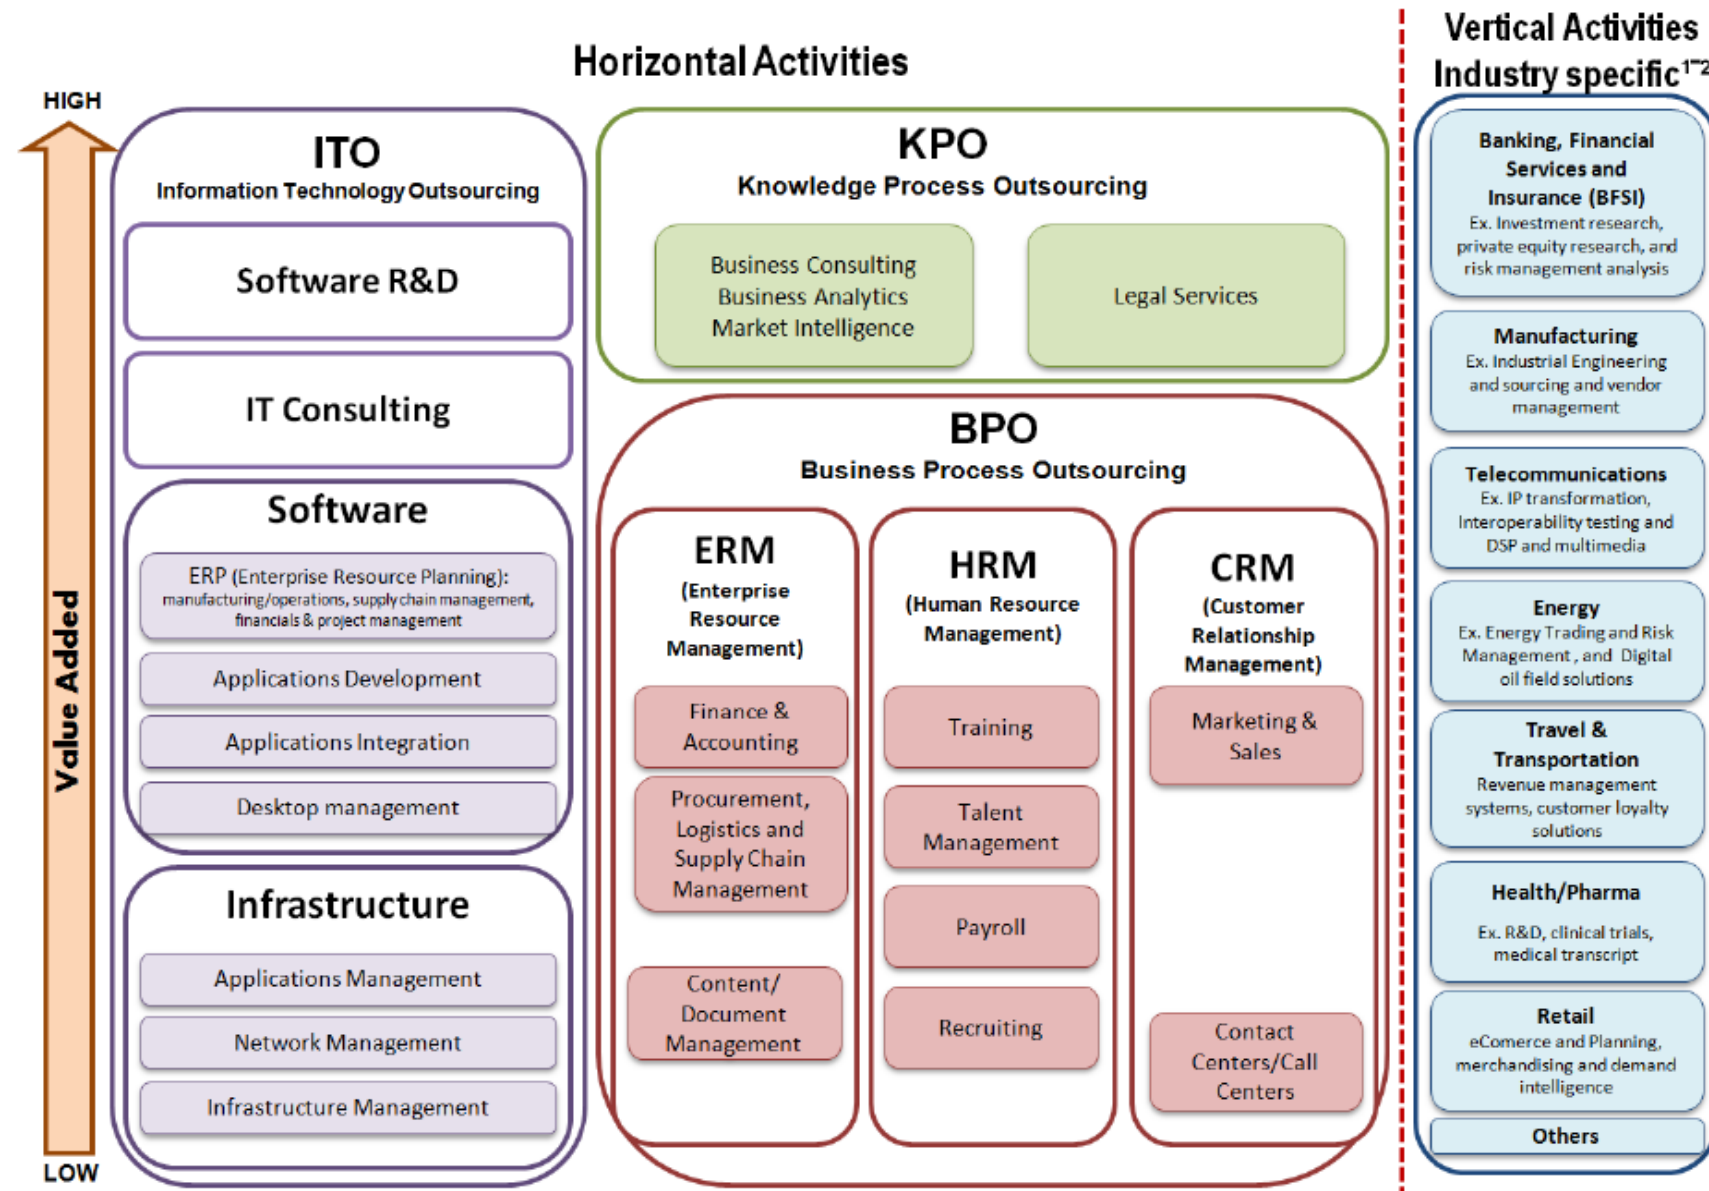 Horizontal Activities
Vertical Activities
Industry specific¹⁻²
HIGH
Value Added
LOW
ITO
Information Technology Outsourcing
Software R&D
IT Consulting
Software
ERP (Enterprise Resource Planning):
manufacturing/operations, supply chain management,
financials & project management
Applications Development
Applications Integration
Desktop management
Infrastructure
Applications Management
Network Management
Infrastructure Management
KPO
Knowledge Process Outsourcing
Business Consulting
Business Analytics
Market Intelligence
Legal Services
BPO
Business Process Outsourcing
ERM
(Enterprise
Resource
Management)
Finance &
Accounting
Procurement,
Logistics and
Supply Chain
Management
Content/
Document
Management
HRM
(Human Resource
Management)
Training
Talent
Management
Payroll
Recruiting
CRM
(Customer
Relationship
Management)
Marketing &
Sales
Contact
Centers/Call
Centers
Banking, Financial
Services and
Insurance (BFSI)
Ex. Investment research,
private equity research, and
risk management analysis
Manufacturing
Ex. Industrial Engineering
and sourcing and vendor
management
Telecommunications
Ex. IP transformation,
Interoperability testing and
DSP and multimedia
Energy
Ex. Energy Trading and Risk
Management , and Digital
oil field solutions
Travel &
Transportation
Revenue management
systems, customer loyalty
solutions
Health/Pharma
Ex. R&D, clinical trials,
medical transcript
Retail
eComerce and Planning,
merchandising and demand
intelligence
Others